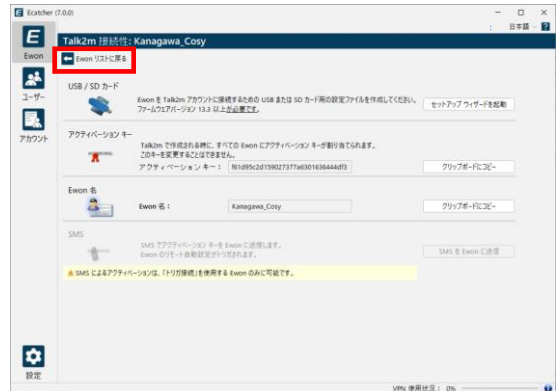 Ecatcher (7.0.0)
日本語
Ewon
ユーザー
アカウント
設定
Talk2m 接続性: Kanagawa_Cosy
Ewon リストに戻る
USB / SD カード
Ewon を Talk2m アカウントに接続するための USB または SD カード用の設定ファイルを作成してください。
ファームウェアバージョン 13.3 以上が必要です。
セットアップ ウィザードを起動
アクティベーション キー
Talk2m で作成される時に、すべての Ewon にアクティベーション キーが割り当てられます。
このキーを変更することはできません。
アクティベーション キー :
クリップボードにコピー
Ewon 名
Ewon 名 : Kanagawa_Cosy
クリップボードにコピー
SMS
SMS でアクティベーション キーを Ewon に送信します。
Ewon のリモート自動設定がトリガされます。
SMS を Ewon に送信
SMS によるアクティベーションは、「トリガ接続」を使用する Ewon のみに可能です。
VPN 使用状況 : 0%